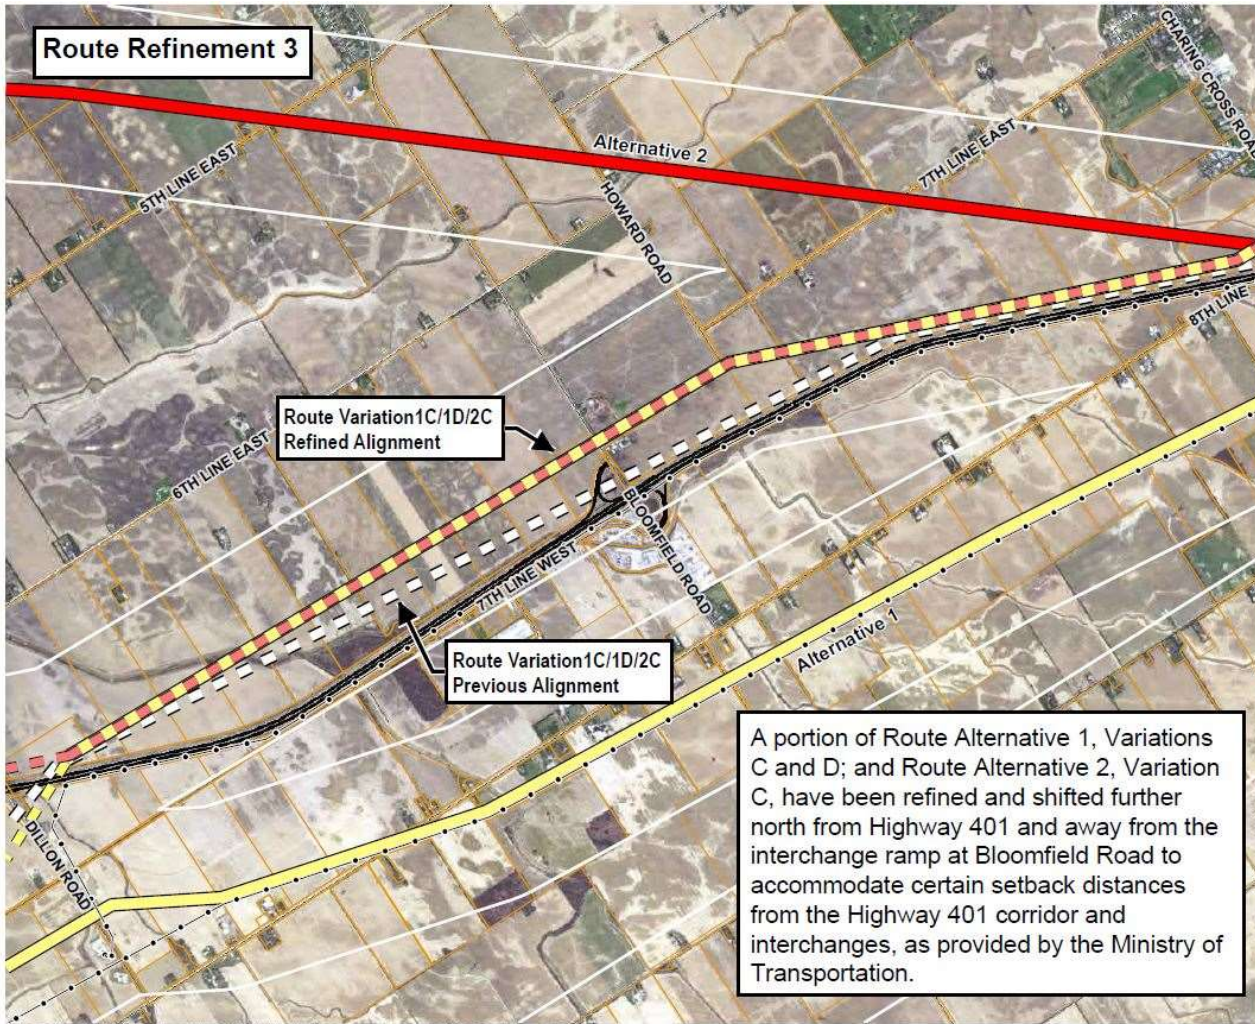 Route Refinement 3
CHARING CROSS ROAD
Alternative 2
5TH LINE EAST
7TH LINE EAST
HOWARD ROAD
8TH LINE
Route Variation1C/1D/2C
Refined Alignment
6TH LINE EAST
BLOOMFIELD ROAD
7TH LINE WEST
Alternative 1
Route Variation1C/1D/2C
Previous Alignment
DILLON ROAD
A portion of Route Alternative 1, Variations
C and D; and Route Alternative 2, Variation
C, have been refined and shifted further
north from Highway 401 and away from the
interchange ramp at Bloomfield Road to
accommodate certain setback distances
from the Highway 401 corridor and
interchanges, as provided by the Ministry of
Transportation.